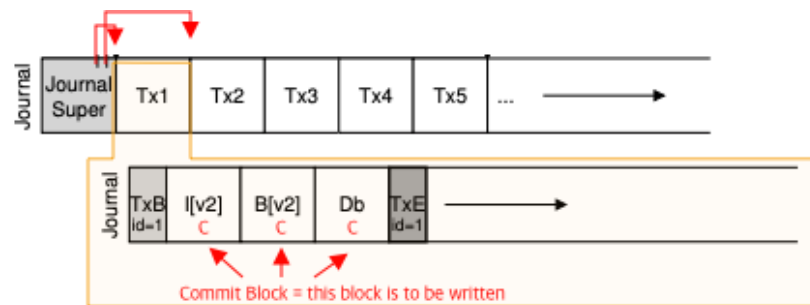 Journal
Journal Super
Tx1
Tx2
Tx3
Tx4
Tx5
...
Journal
TxB
id=1
I[v2]
C
B[v2]
C
Db
C
TxE
id=1
Commit Block = this block is to be written